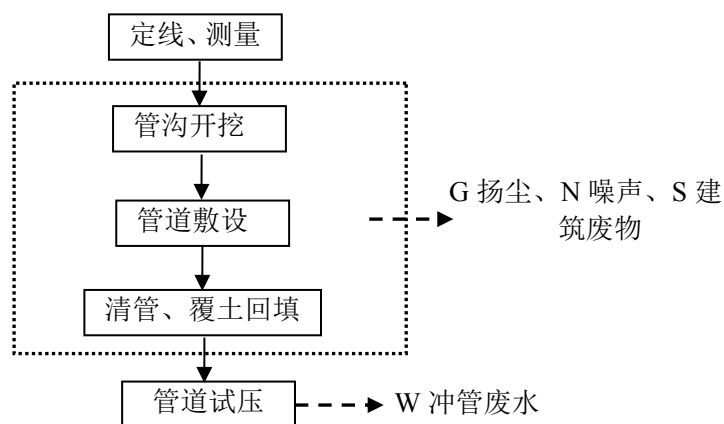 定线、测量
管沟开挖
管道敷设
G 扬尘、N 噪声、S 建
筑废物
清管、覆土回填
管道试压
W 冲管废水